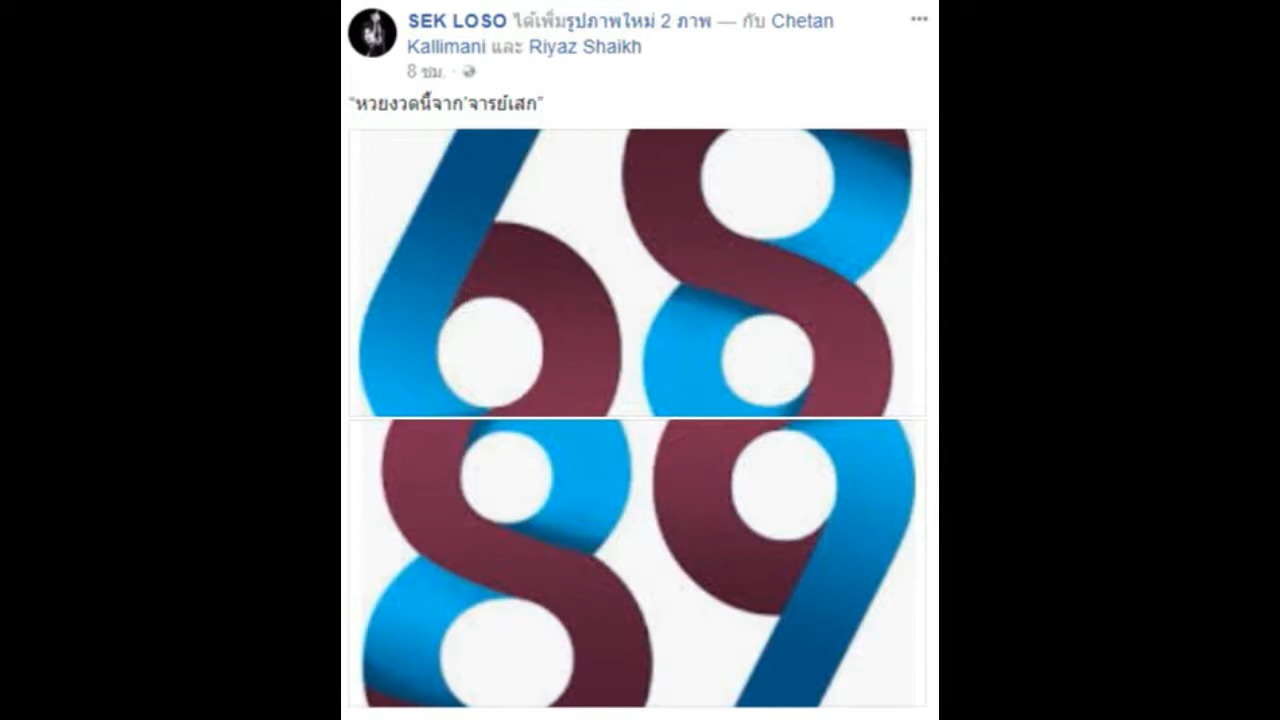 SEK LOSO ได้เพิ่มรูปภาพใหม่ 2 ภาพ — กับ Chetan
Kallimani และ Riyaz Shaikh
8 ชม. ·
"หวยงวดนี้จาก'จารย์เสก"
68
89